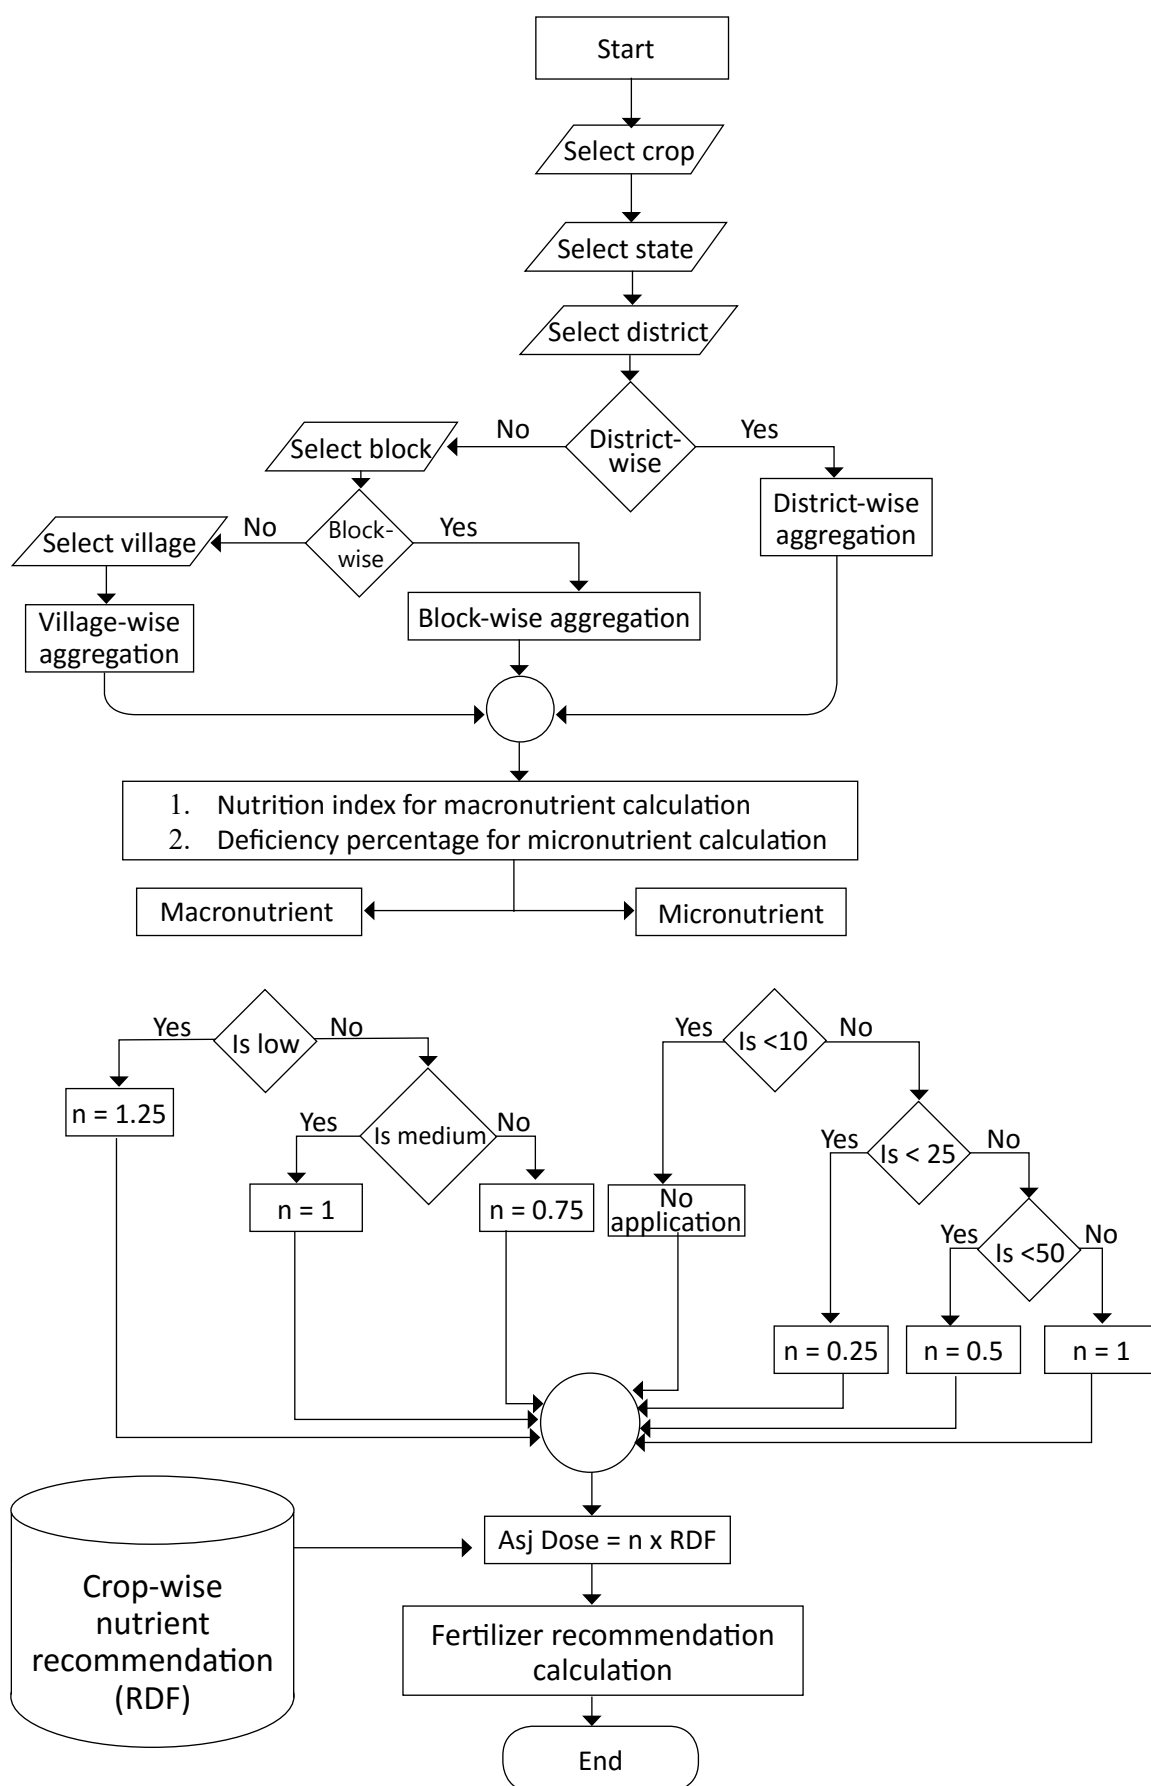 Start
Select crop
Select state
Select district
District-
wise
No
Yes
Select block
District-wise
aggregation
Block-
wise
No
Yes
Select village
Village-wise
aggregation
Block-wise aggregation
1. Nutrition index for macronutrient calculation
2. Deficiency percentage for micronutrient calculation
Macronutrient
Micronutrient
Yes
Is low
No
n = 1.25
Yes
Is medium
No
n = 1
n = 0.75
Yes
Is <10
No
No
application
Yes
Is < 25
No
Yes
Is <50
No
n = 0.25
n = 0.5
n = 1
Crop-wise
nutrient
recommendation
(RDF)
Asj Dose = n x RDF
Fertilizer recommendation
calculation
End